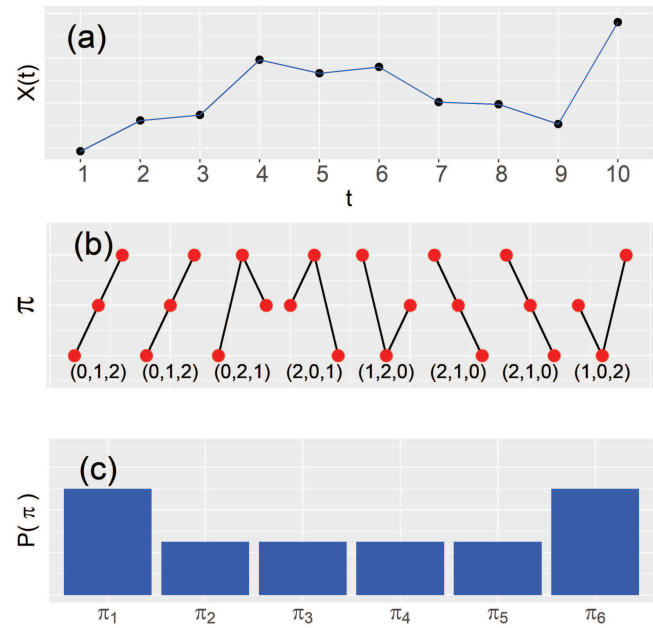 (a)
X(t)
1 2 3 4 5 6 7 8 9 10
t
(b)
π
(0,1,2) (0,1,2) (0,2,1) (2,0,1) (1,2,0) (2,1,0) (2,1,0) (1,0,2)
(c)
P(π)
π₁ π₂ π₃ π₄ π₅ π₆